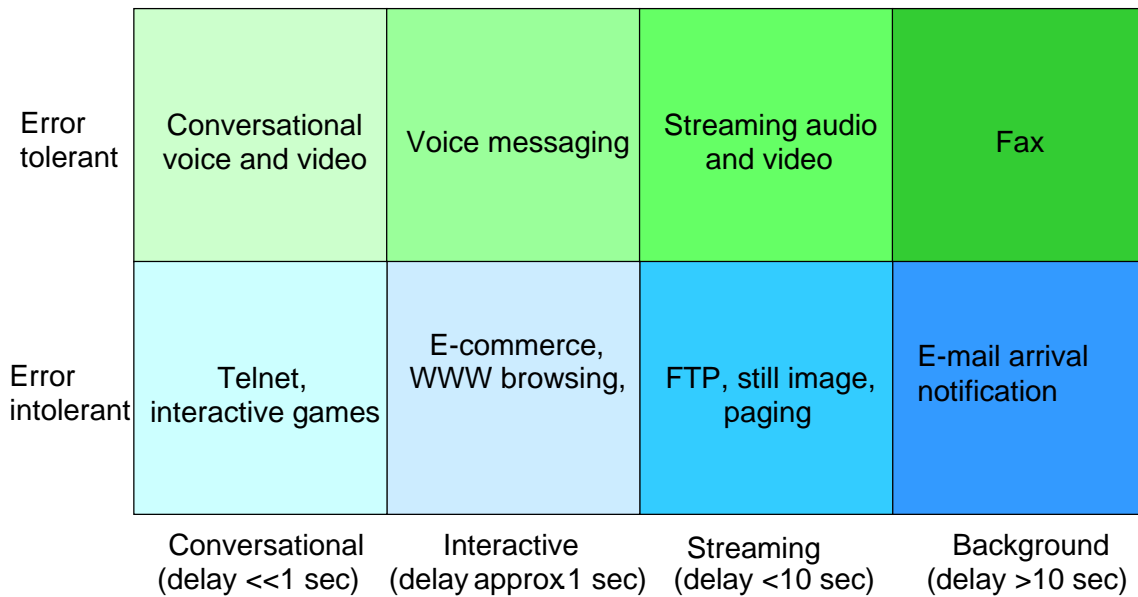 Error
tolerant
Conversational
voice and video
Voice messaging
Streaming audio
and video
Fax
Error
intolerant
Telnet,
interactive games
E-commerce,
WWW browsing,
FTP, still image,
paging
E-mail arrival
notification
Conversational
(delay <<1 sec)
Interactive
(delay approx.1 sec)
Streaming
(delay <10 sec)
Background
(delay >10 sec)